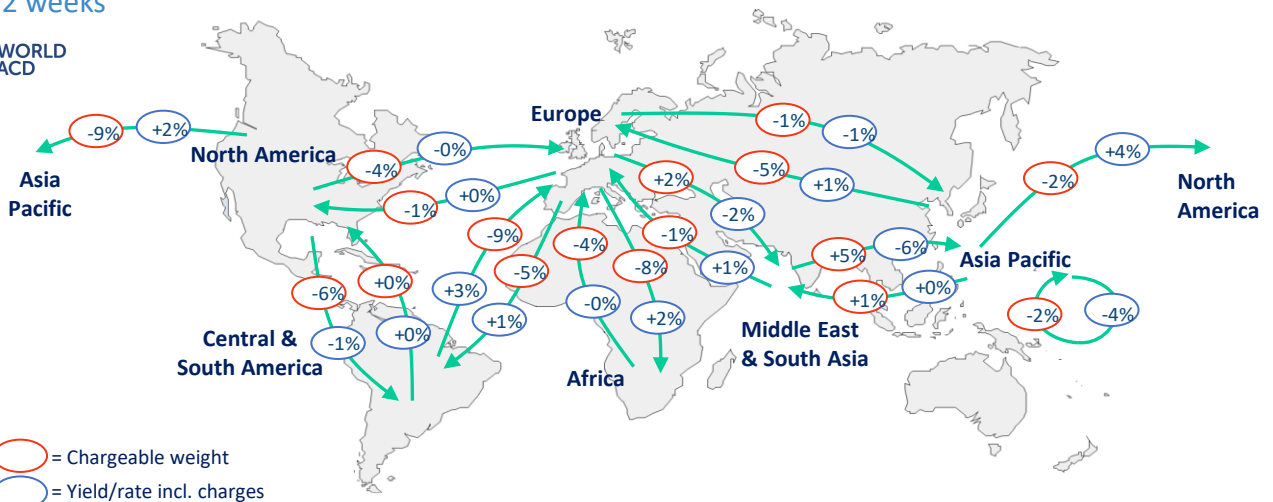 2 weeks
WORLD
ACD
Europe
-9%
+2%
North America
Asia
Pacific
-4%
-0%
-1%
+0%
-1%
-1%
-5%
+1%
-2%
+4%
North
America
+2%
-2%
-9%
+3%
-5%
+1%
-4%
-0%
-8%
+2%
-1%
+1%
+5%
-6%
Asia Pacific
+1%
+0%
-2%
-4%
-6%
-1%
+0%
+0%
Central &
South America
Africa
Middle East
& South Asia
= Chargeable weight
= Yield/rate incl. charges